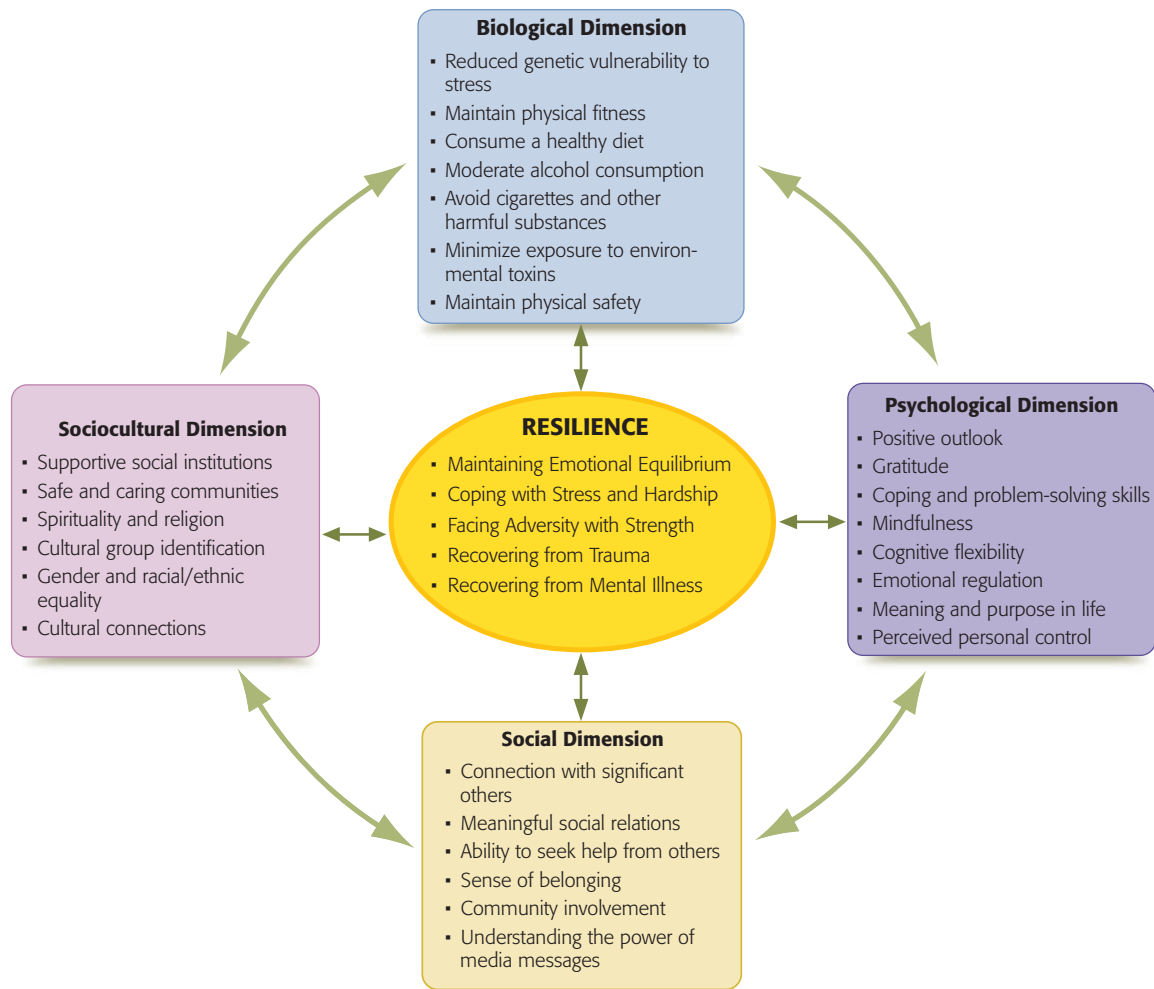 Biological Dimension
▪ Reduced genetic vulnerability to
stress
▪ Maintain physical fitness
▪ Consume a healthy diet
▪ Moderate alcohol consumption
▪ Avoid cigarettes and other
harmful substances
▪ Minimize exposure to environ-
mental toxins
▪ Maintain physical safety
Sociocultural Dimension
▪ Supportive social institutions
▪ Safe and caring communities
▪ Spirituality and religion
▪ Cultural group identification
▪ Gender and racial/ethnic
equality
▪ Cultural connections
RESILIENCE
▪ Maintaining Emotional Equilibrium
▪ Coping with Stress and Hardship
▪ Facing Adversity with Strength
▪ Recovering from Trauma
▪ Recovering from Mental Illness
Psychological Dimension
▪ Positive outlook
▪ Gratitude
▪ Coping and problem-solving skills
▪ Mindfulness
▪ Cognitive flexibility
▪ Emotional regulation
▪ Meaning and purpose in life
▪ Perceived personal control
Social Dimension
▪ Connection with significant
others
▪ Meaningful social relations
▪ Ability to seek help from others
▪ Sense of belonging
▪ Community involvement
▪ Understanding the power of
media messages